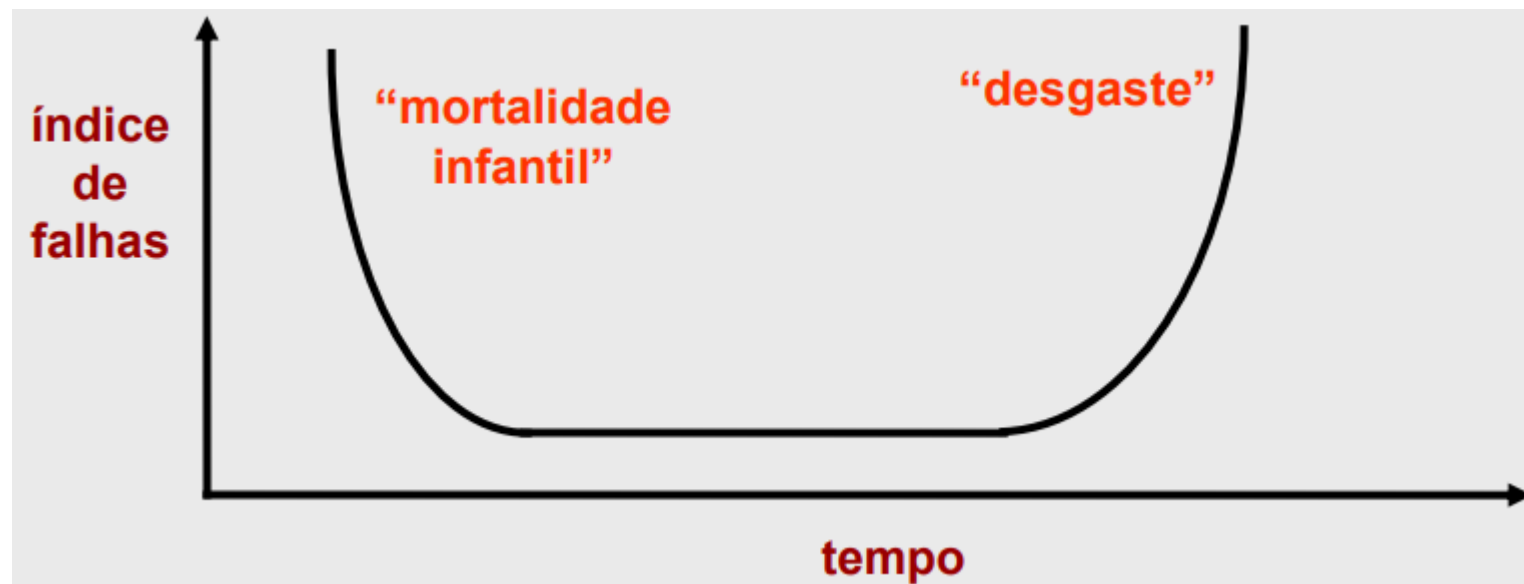 índice
de
falhas
“mortalidade
infantil”
“desgaste”
tempo